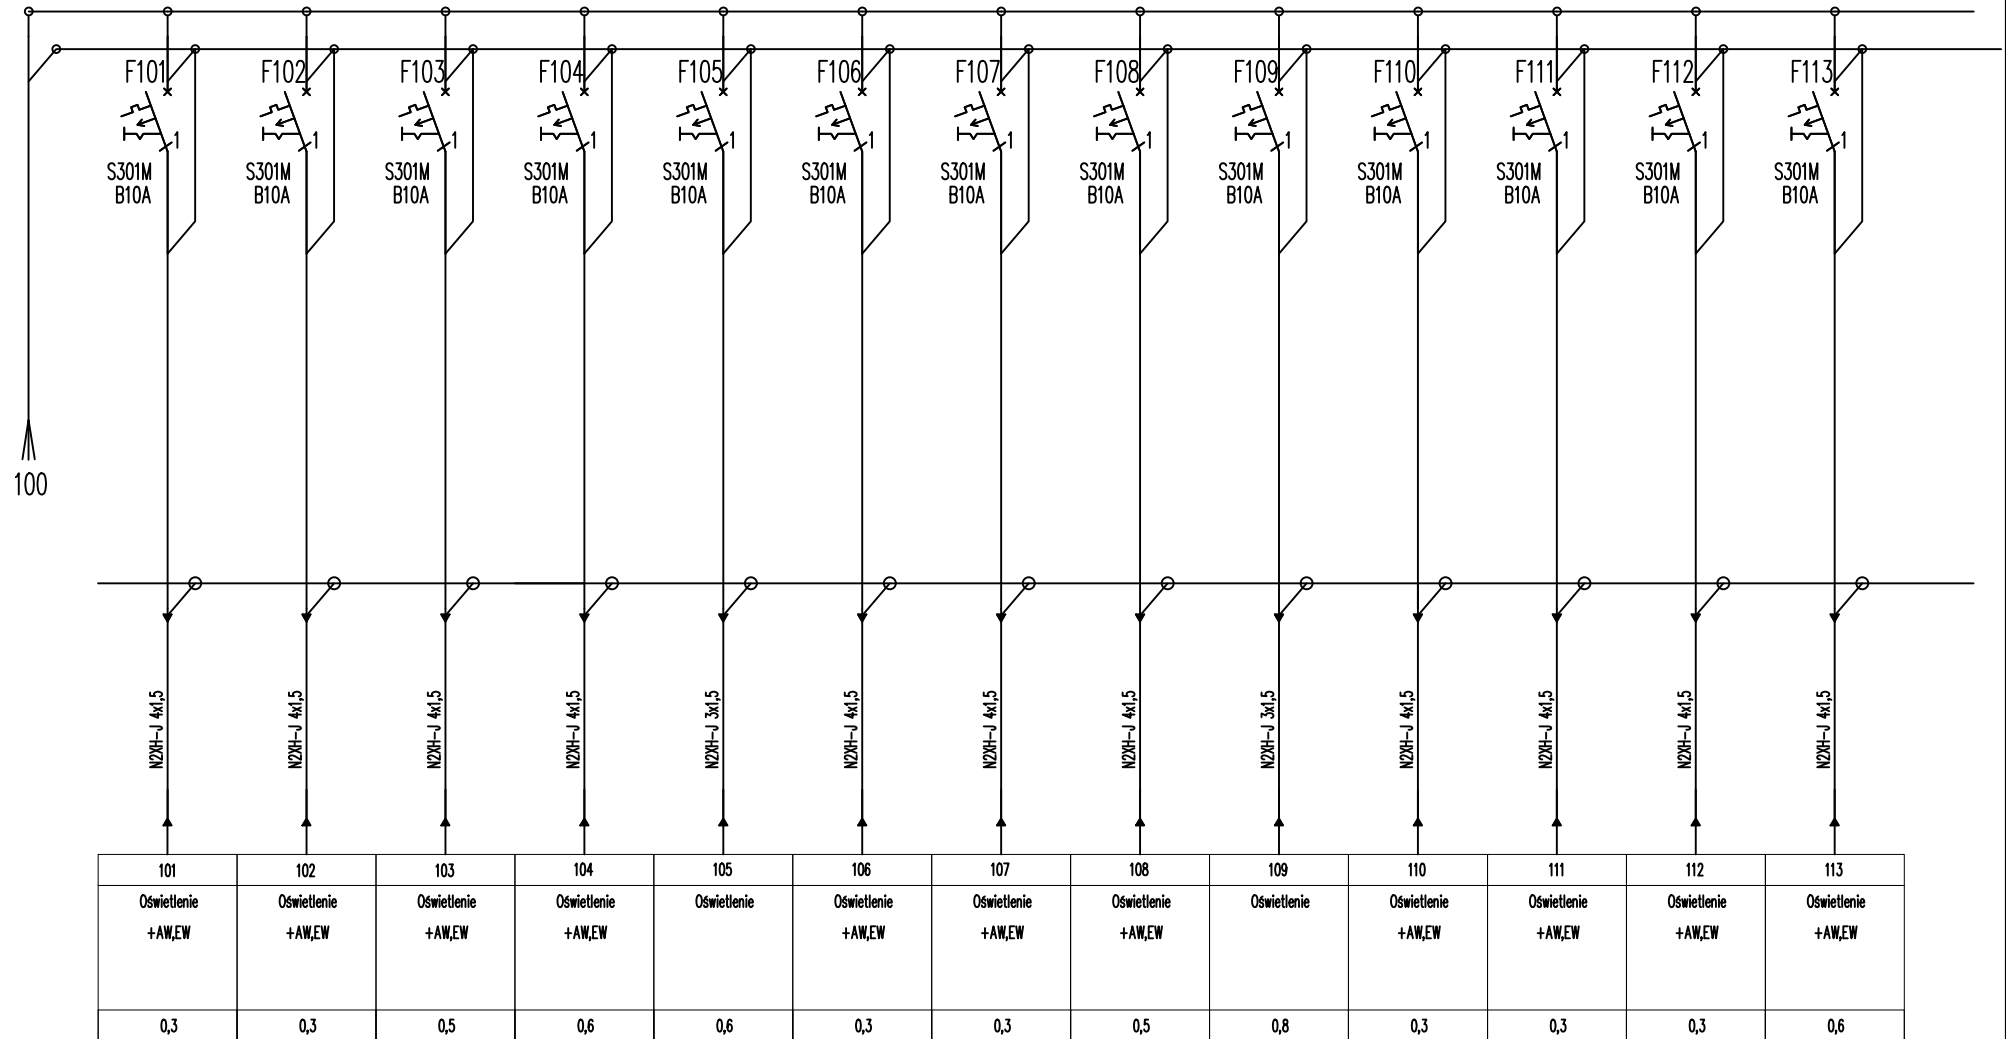 F101 F102 F103 F104 F105 F106 F107 F108 F109 F110 F111 F112 F113
1 1 1 1 1 1 1 1 1 1 1 1 1
S301M S301M S301M S301M S301M S301M S301M S301M S301M S301M S301M S301M S301M
B10A B10A B10A B10A B10A B10A B10A B10A B10A B10A B10A B10A B10A
100
N2XH-J 4x1,5
N2XH-J 4x1,5
N2XH-J 4x1,5
N2XH-J 4x1,5
N2XH-J 3x1,5
N2XH-J 4x1,5
N2XH-J 4x1,5
N2XH-J 4x1,5
N2XH-J 3x1,5
N2XH-J 4x1,5
N2XH-J 4x1,5
N2XH-J 4x1,5
N2XH-J 4x1,5
101 102 103 104 105 106 107 108 109 110 111 112 113
Oświetlenie Oświetlenie Oświetlenie Oświetlenie Oświetlenie Oświetlenie Oświetlenie Oświetlenie Oświetlenie Oświetlenie Oświetlenie Oświetlenie Oświetlenie
+AW,EW +AW,EW +AW,EW +AW,EW +AW,EW +AW,EW +AW,EW +AW,EW +AW,EW +AW,EW +AW,EW
0,3 0,3 0,5 0,6 0,6 0,3 0,3 0,5 0,8 0,3 0,3 0,3 0,6